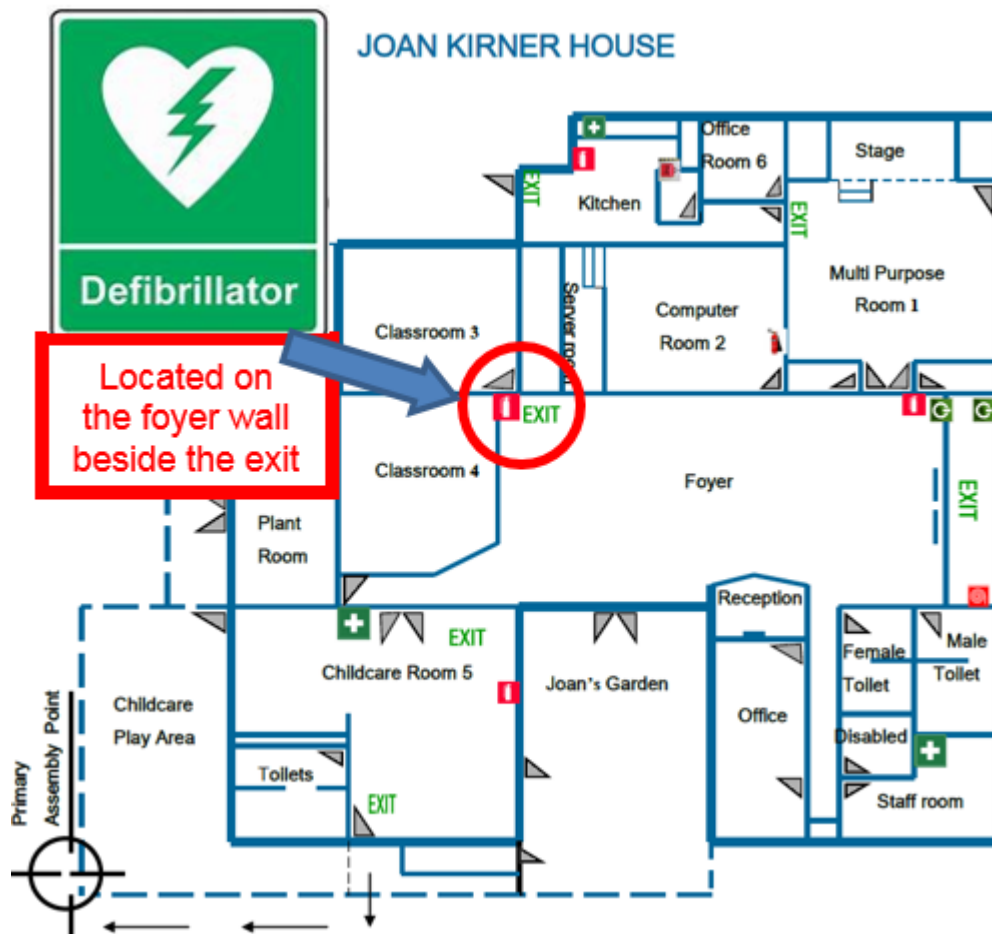 JOAN KIRNER HOUSE
Defibrillator
Located on
the foyer wall
beside the exit
Office
Room 6
Stage
Kitchen
EXIT
EXIT
Multi Purpose
Room 1
Classroom 3
Server room
Computer
Room 2
EXIT
Classroom 4
Foyer
EXIT
Plant
Room
Reception
EXIT
Childcare Room 5
Joan's Garden
Female
Toilet
Male
Toilet
Childcare
Play Area
Office
Disabled
Toilets
EXIT
Staff room
Primary
Assembly Point